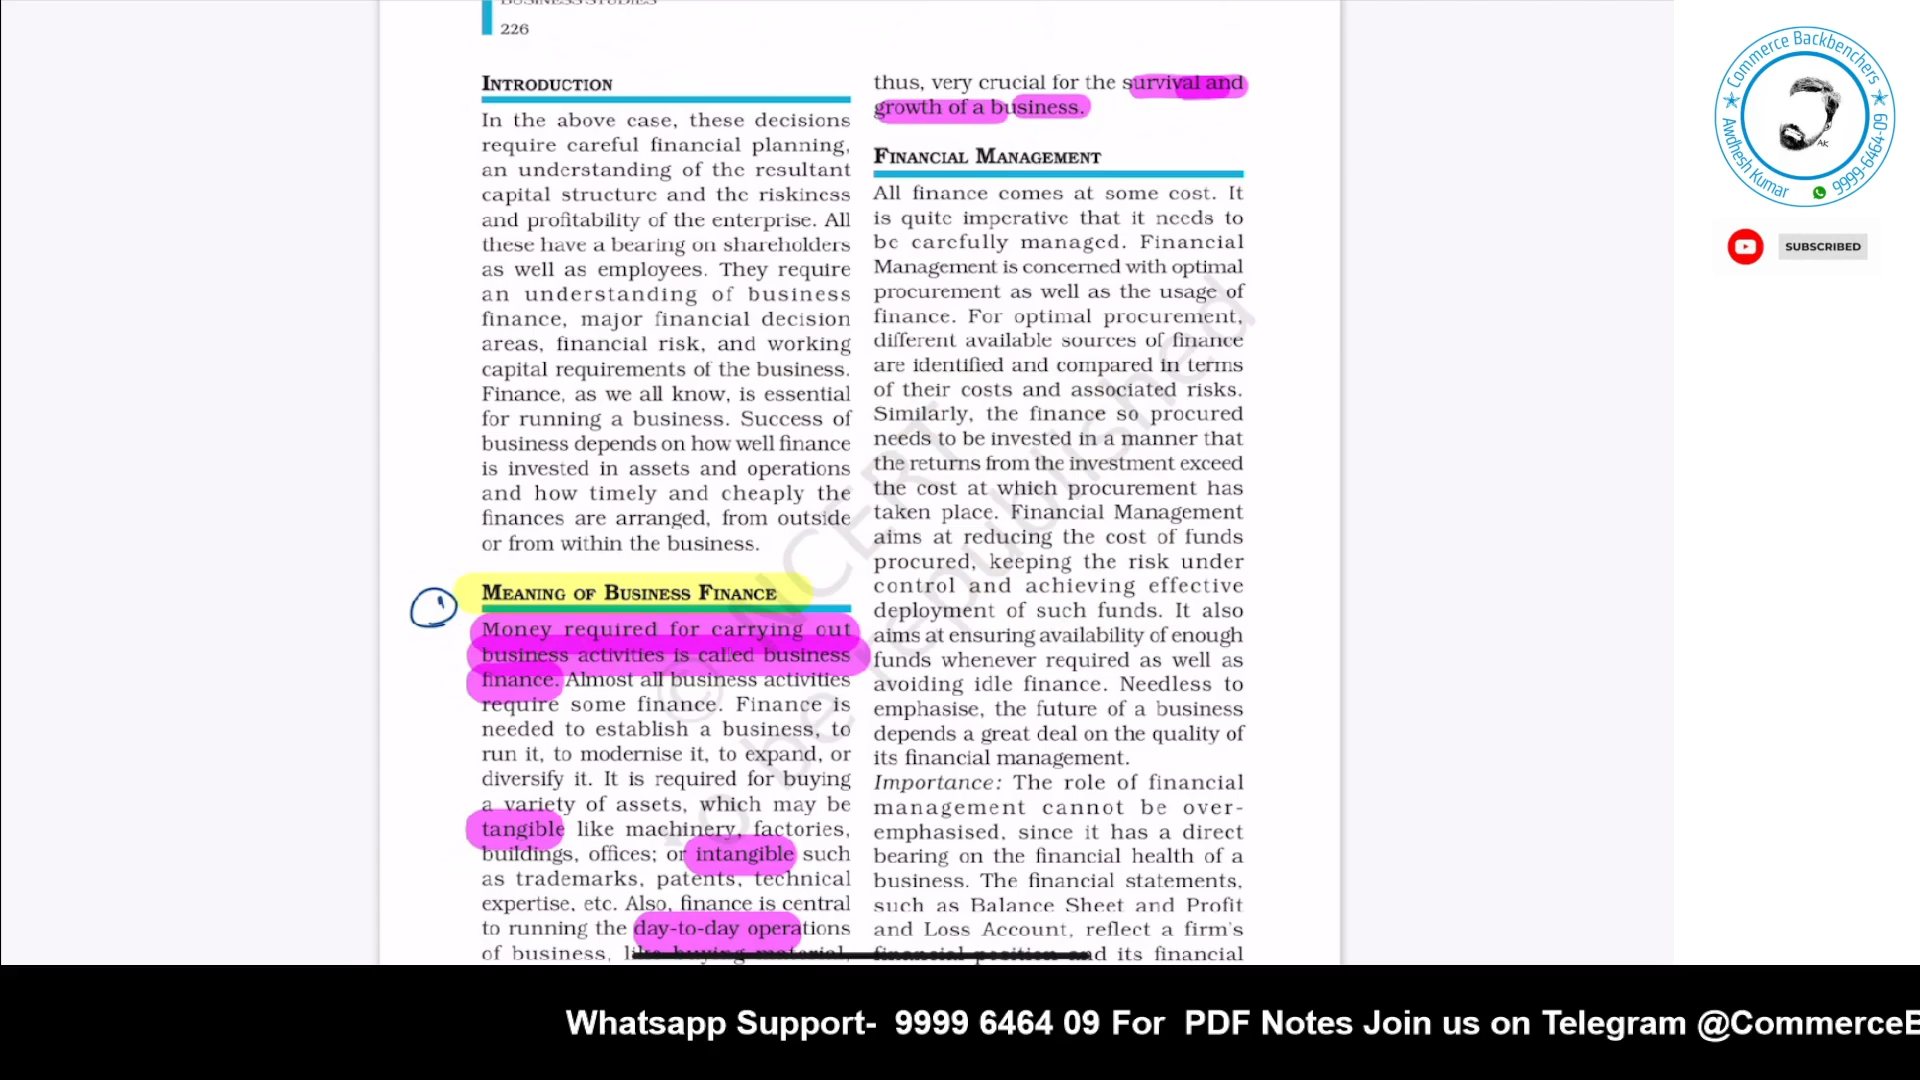 BUSINESS STUDIES
226
INTRODUCTION
In the above case, these decisions
require careful financial planning,
an understanding of the resultant
capital structure and the riskiness
and profitability of the enterprise. All
these have a bearing on shareholders
as well as employees. They require
an understanding of business
finance, major financial decision
areas, financial risk, and working
capital requirements of the business.
Finance, as we all know, is essential
for running a business. Success of
business depends on how well finance
is invested in assets and operations
and how timely and cheaply the
finances are arranged, from outside
or from within the business.
MEANING OF BUSINESS FINANCE
Money required for carrying out
business activities is called business
finance. Almost all business activities
require some finance. Finance is
needed to establish a business, to
run it, to modernise it, to expand, or
diversify it. It is required for buying
a variety of assets, which may be
tangible like machinery, factories,
buildings, offices; or intangible such
as trademarks, patents, technical
expertise, etc. Also, finance is central
to running the day-to-day operations
of business, like buying material,
thus, very crucial for the survival and
growth of a business.
FINANCIAL MANAGEMENT
All finance comes at some cost. It
is quite imperative that it needs to
be carefully managed. Financial
Management is concerned with optimal
procurement as well as the usage of
finance. For optimal procurement,
different available sources of finance
are identified and compared in terms
of their costs and associated risks.
Similarly, the finance so procured
needs to be invested in a manner that
the returns from the investment exceed
the cost at which procurement has
taken place. Financial Management
aims at reducing the cost of funds
procured, keeping the risk under
control and achieving effective
deployment of such funds. It also
aims at ensuring availability of enough
funds whenever required as well as
avoiding idle finance. Needless to
emphasise, the future of a business
depends a great deal on the quality of
its financial management.
Importance: The role of financial
management cannot be over-
emphasised, since it has a direct
bearing on the financial health of a
business. The financial statements,
such as Balance Sheet and Profit
and Loss Account, reflect a firm's
financial position and its financial
© NCERT
to be republished
Commerce Backbenchers
Awdhesh Kumar
9999-6464-09
AK
SUBSCRIBED
Whatsapp Support- 9999 6464 09 For PDF Notes Join us on Telegram @CommerceB